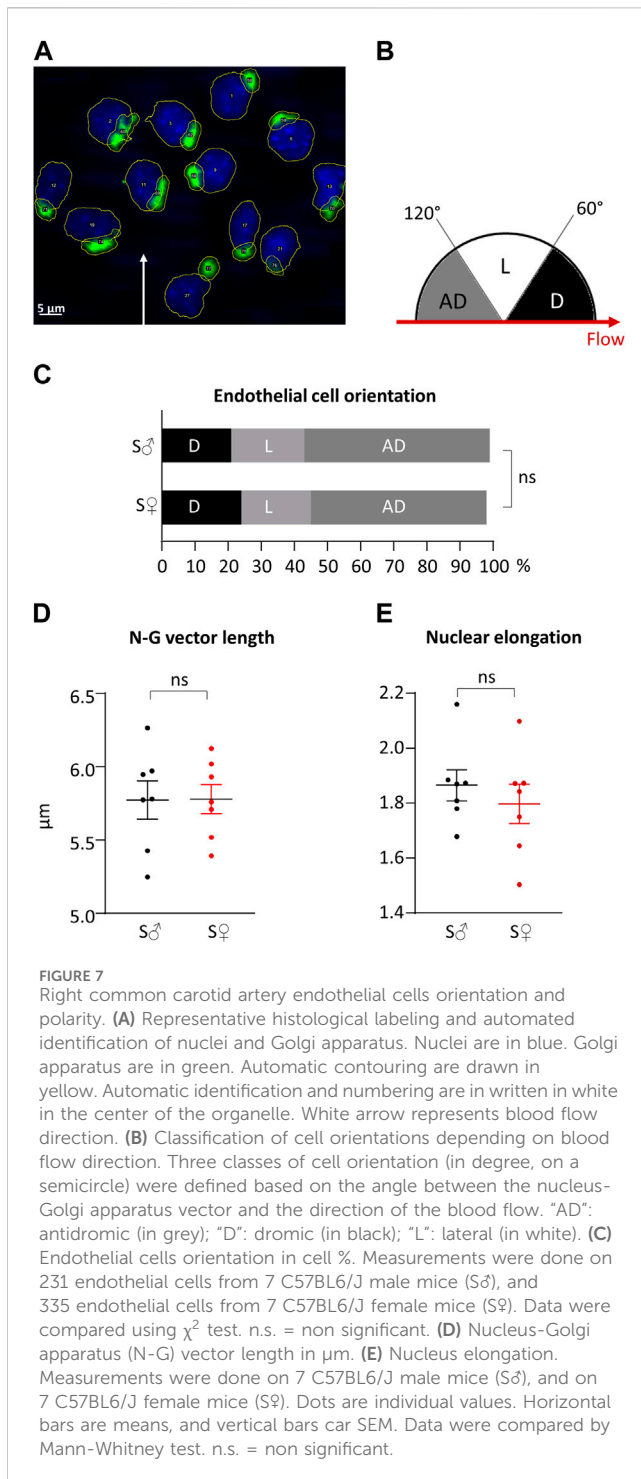 A
5 µm
B
120°
60°
L
AD
D
Flow
C
Endothelial cell orientation
S♂
D
L
AD
S♀
D
L
AD
ns
0 10 20 30 40 50 60 70 80 90 100 %
D
N-G vector length
ns
6.5
6.0
5.5
5.0
µm
S♂ S♀
E
Nuclear elongation
ns
2.2
2.0
1.8
1.6
1.4
S♂ S♀
FIGURE 7
Right common carotid artery endothelial cells orientation and
polarity. (A) Representative histological labeling and automated
identification of nuclei and Golgi apparatus. Nuclei are in blue. Golgi
apparatus are in green. Automatic contouring are drawn in
yellow. Automatic identification and numbering are in written in white
in the center of the organelle. White arrow represents blood flow
direction. (B) Classification of cell orientations depending on blood
flow direction. Three classes of cell orientation (in degree, on a
semicircle) were defined based on the angle between the nucleus-
Golgi apparatus vector and the direction of the blood flow. “AD”:
antidromic (in grey); “D”: dromic (in black); “L”: lateral (in white). (C)
Endothelial cells orientation in cell %. Measurements were done on
231 endothelial cells from 7 C57BL6/J male mice (S♂), and
335 endothelial cells from 7 C57BL6/J female mice (S♀). Data were
compared using χ² test. n.s. = non significant. (D) Nucleus-Golgi
apparatus (N-G) vector length in µm. (E) Nucleus elongation.
Measurements were done on 7 C57BL6/J male mice (S♂), and on
7 C57BL6/J female mice (S♀). Dots are individual values. Horizontal
bars are means, and vertical bars car SEM. Data were compared by
Mann-Whitney test. n.s. = non significant.